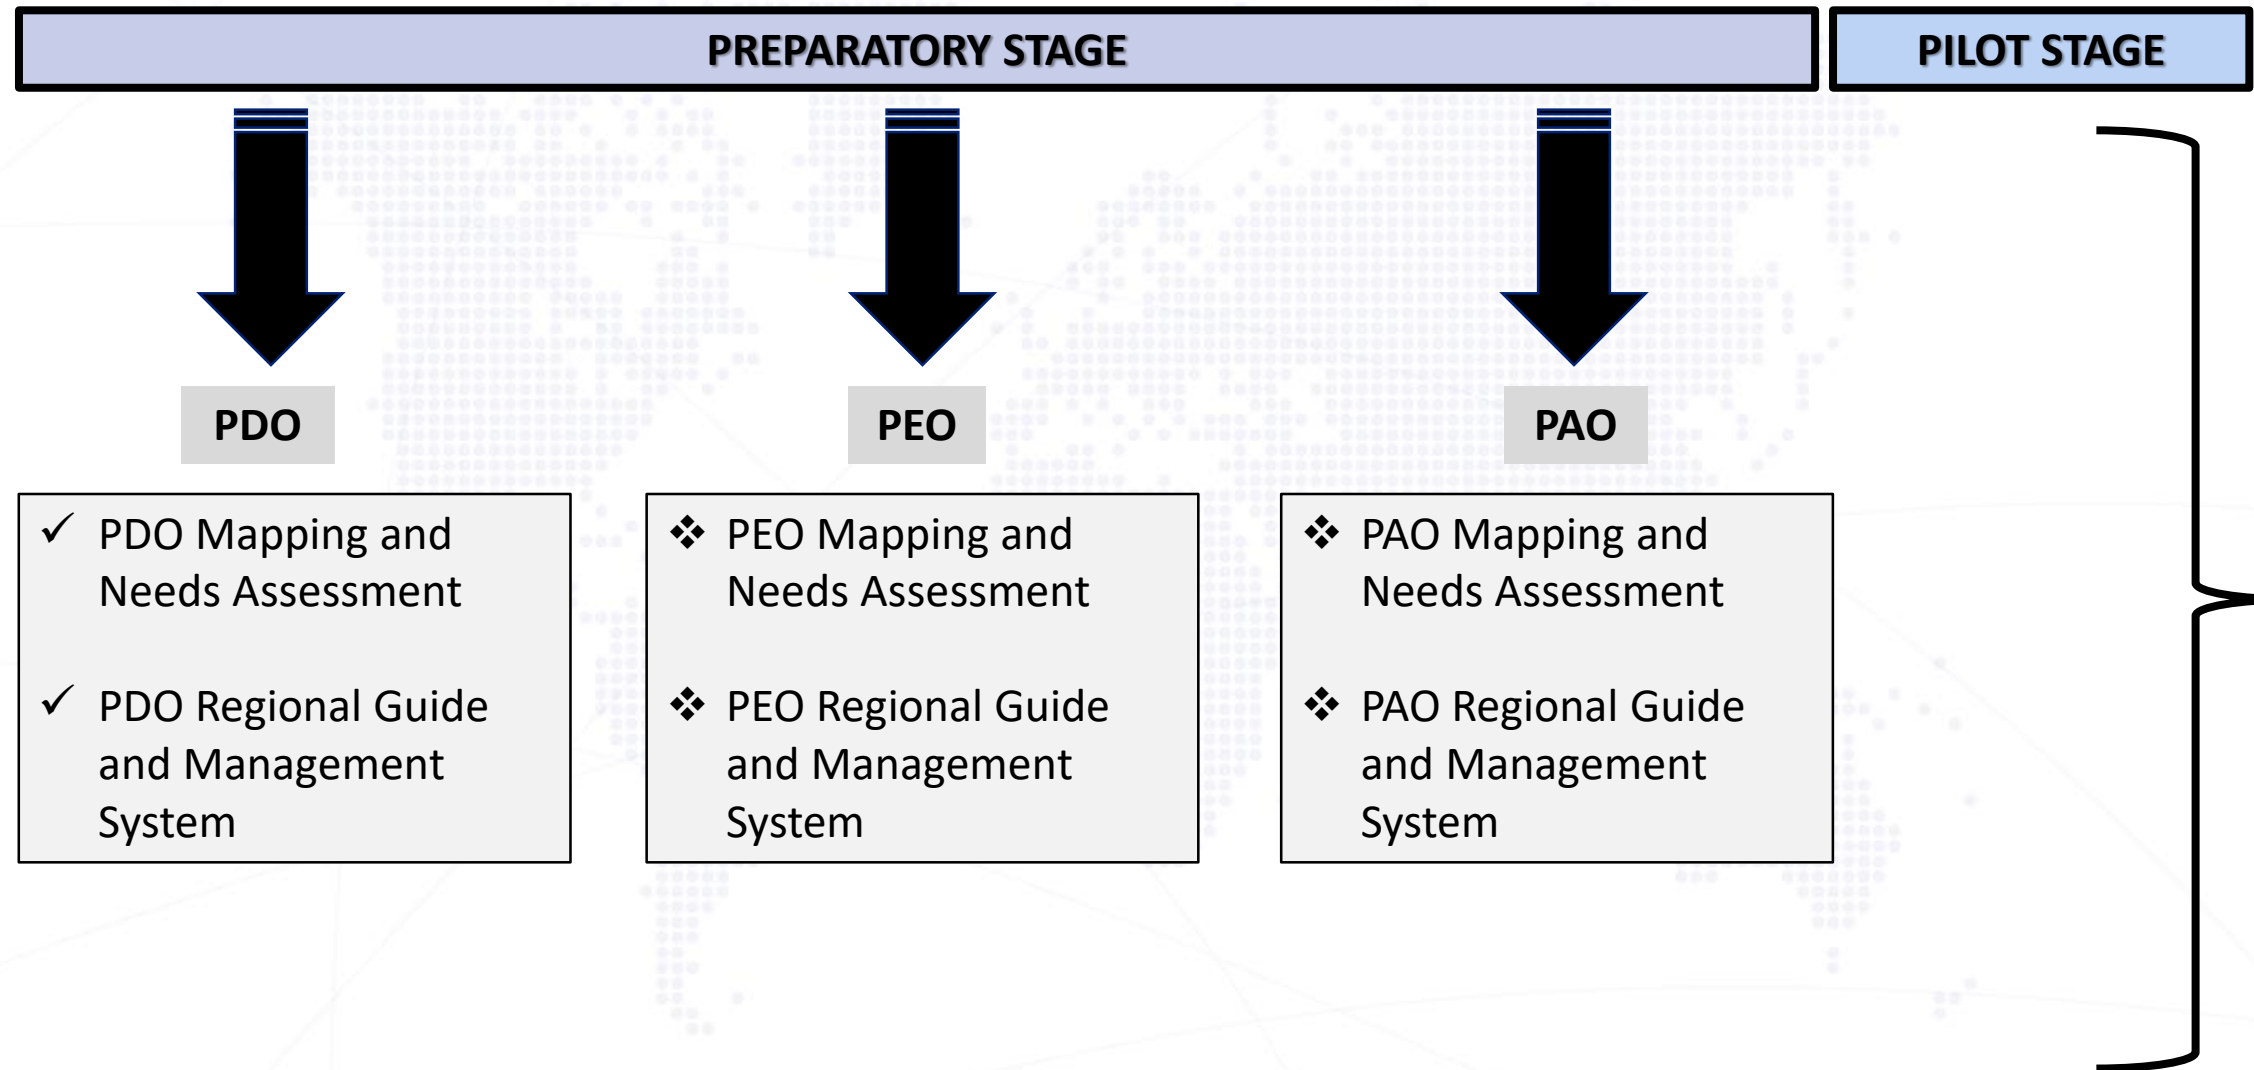 PREPARATORY STAGE
PILOT STAGE
PDO
PEO
PAO
✓ PDO Mapping and
Needs Assessment
✓ PDO Regional Guide
and Management
System
❖ PEO Mapping and
Needs Assessment
❖ PEO Regional Guide
and Management
System
❖ PAO Mapping and
Needs Assessment
❖ PAO Regional Guide
and Management
System